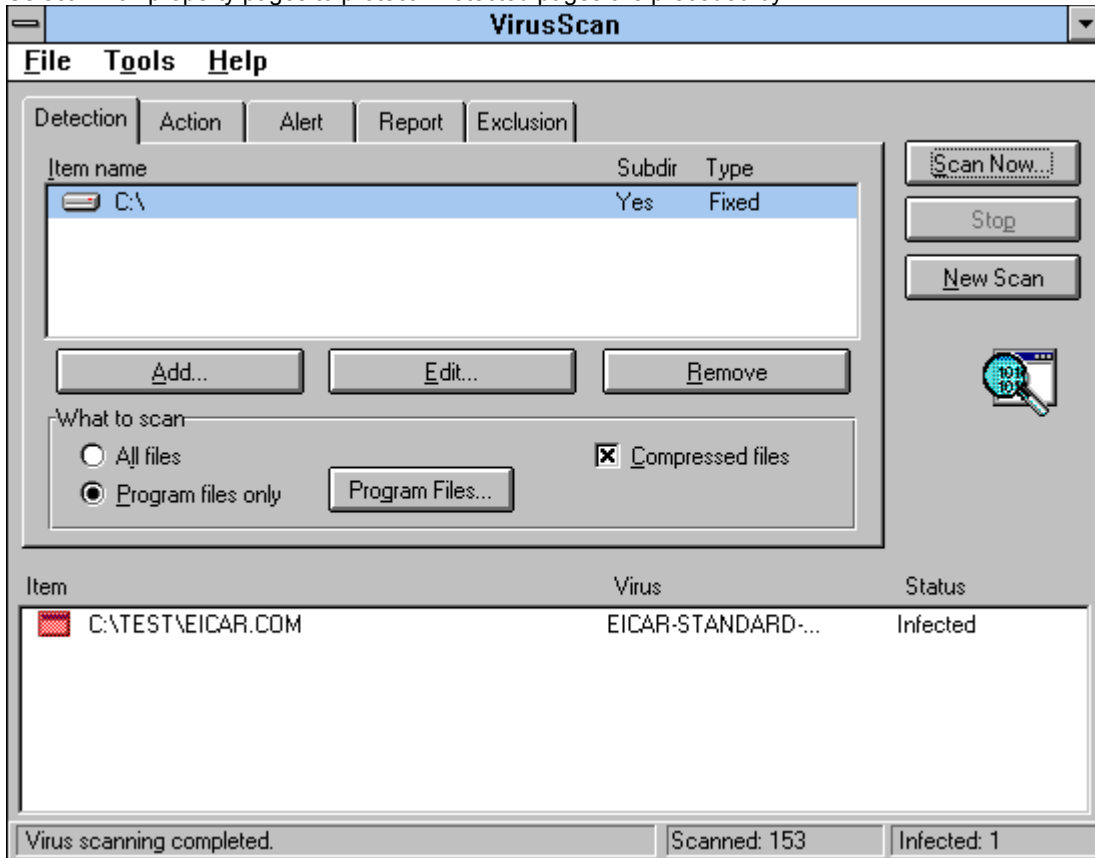 VirusScan
File Tools Help
Detection Action Alert Report Exclusion
Item name Subdir Type
C:\ Yes Fixed
Scan Now...
Stop
New Scan
Add... Edit... Remove
What to scan
All files
Program files only
Program Files...
Compressed files
Item Virus Status
C:\TEST\EICAR.COM EICAR-STANDARD-... Infected
Virus scanning completed. Scanned: 153 Infected: 1